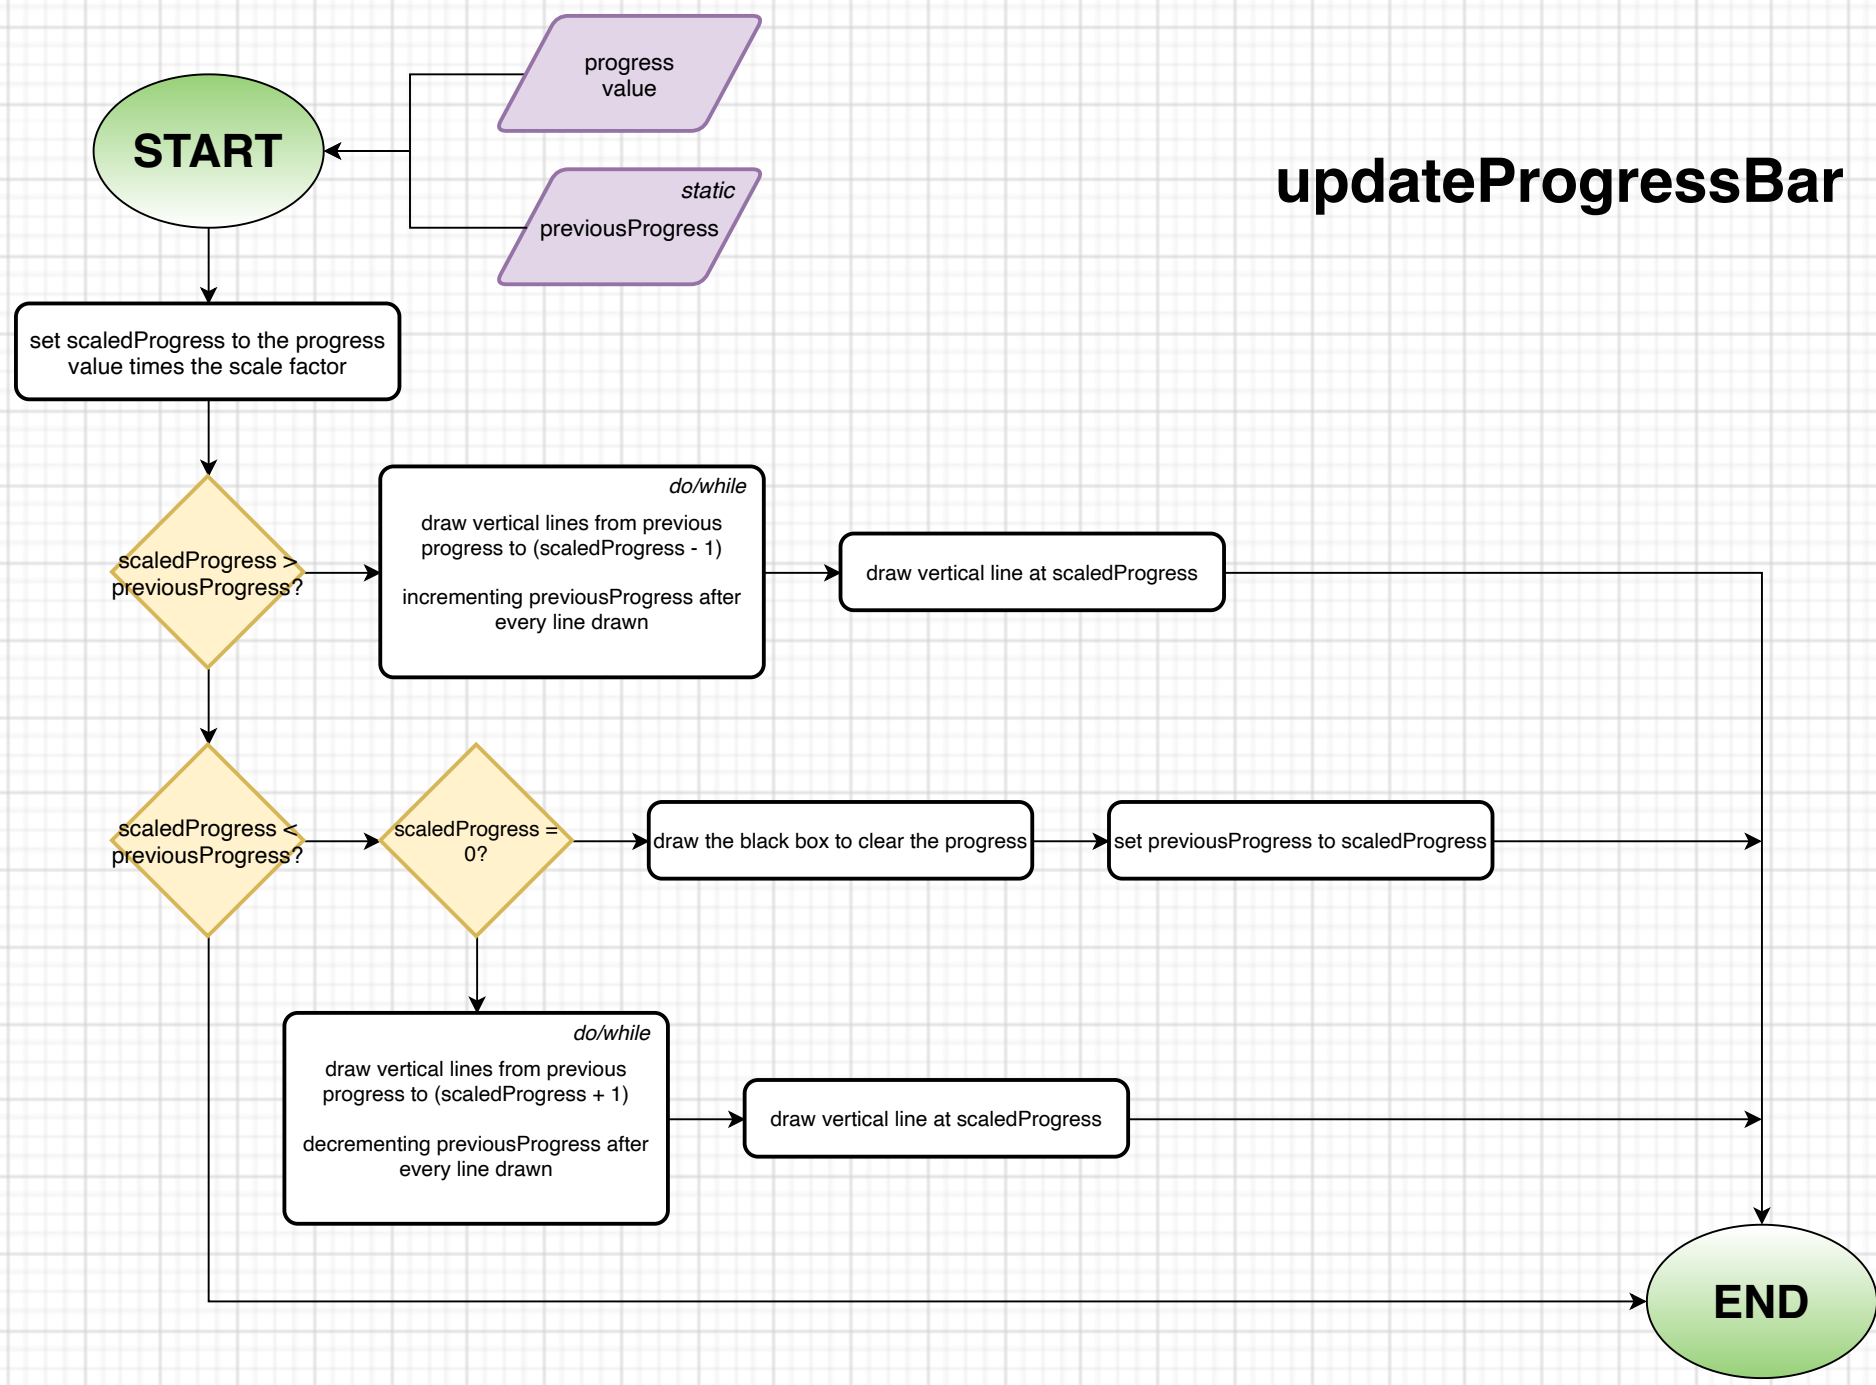 progress
value
START
updateProgressBar
static
previousProgress
set scaledProgress to the progress
value times the scale factor
do/while
draw vertical lines from previous
progress to (scaledProgress - 1)
incrementing previousProgress after
every line drawn
scaledProgress >
previousProgress?
draw vertical line at scaledProgress
scaledProgress <
previousProgress?
scaledProgress =
0?
draw the black box to clear the progress
set previousProgress to scaledProgress
do/while
draw vertical lines from previous
progress to (scaledProgress + 1)
decrementing previousProgress after
every line drawn
draw vertical line at scaledProgress
END